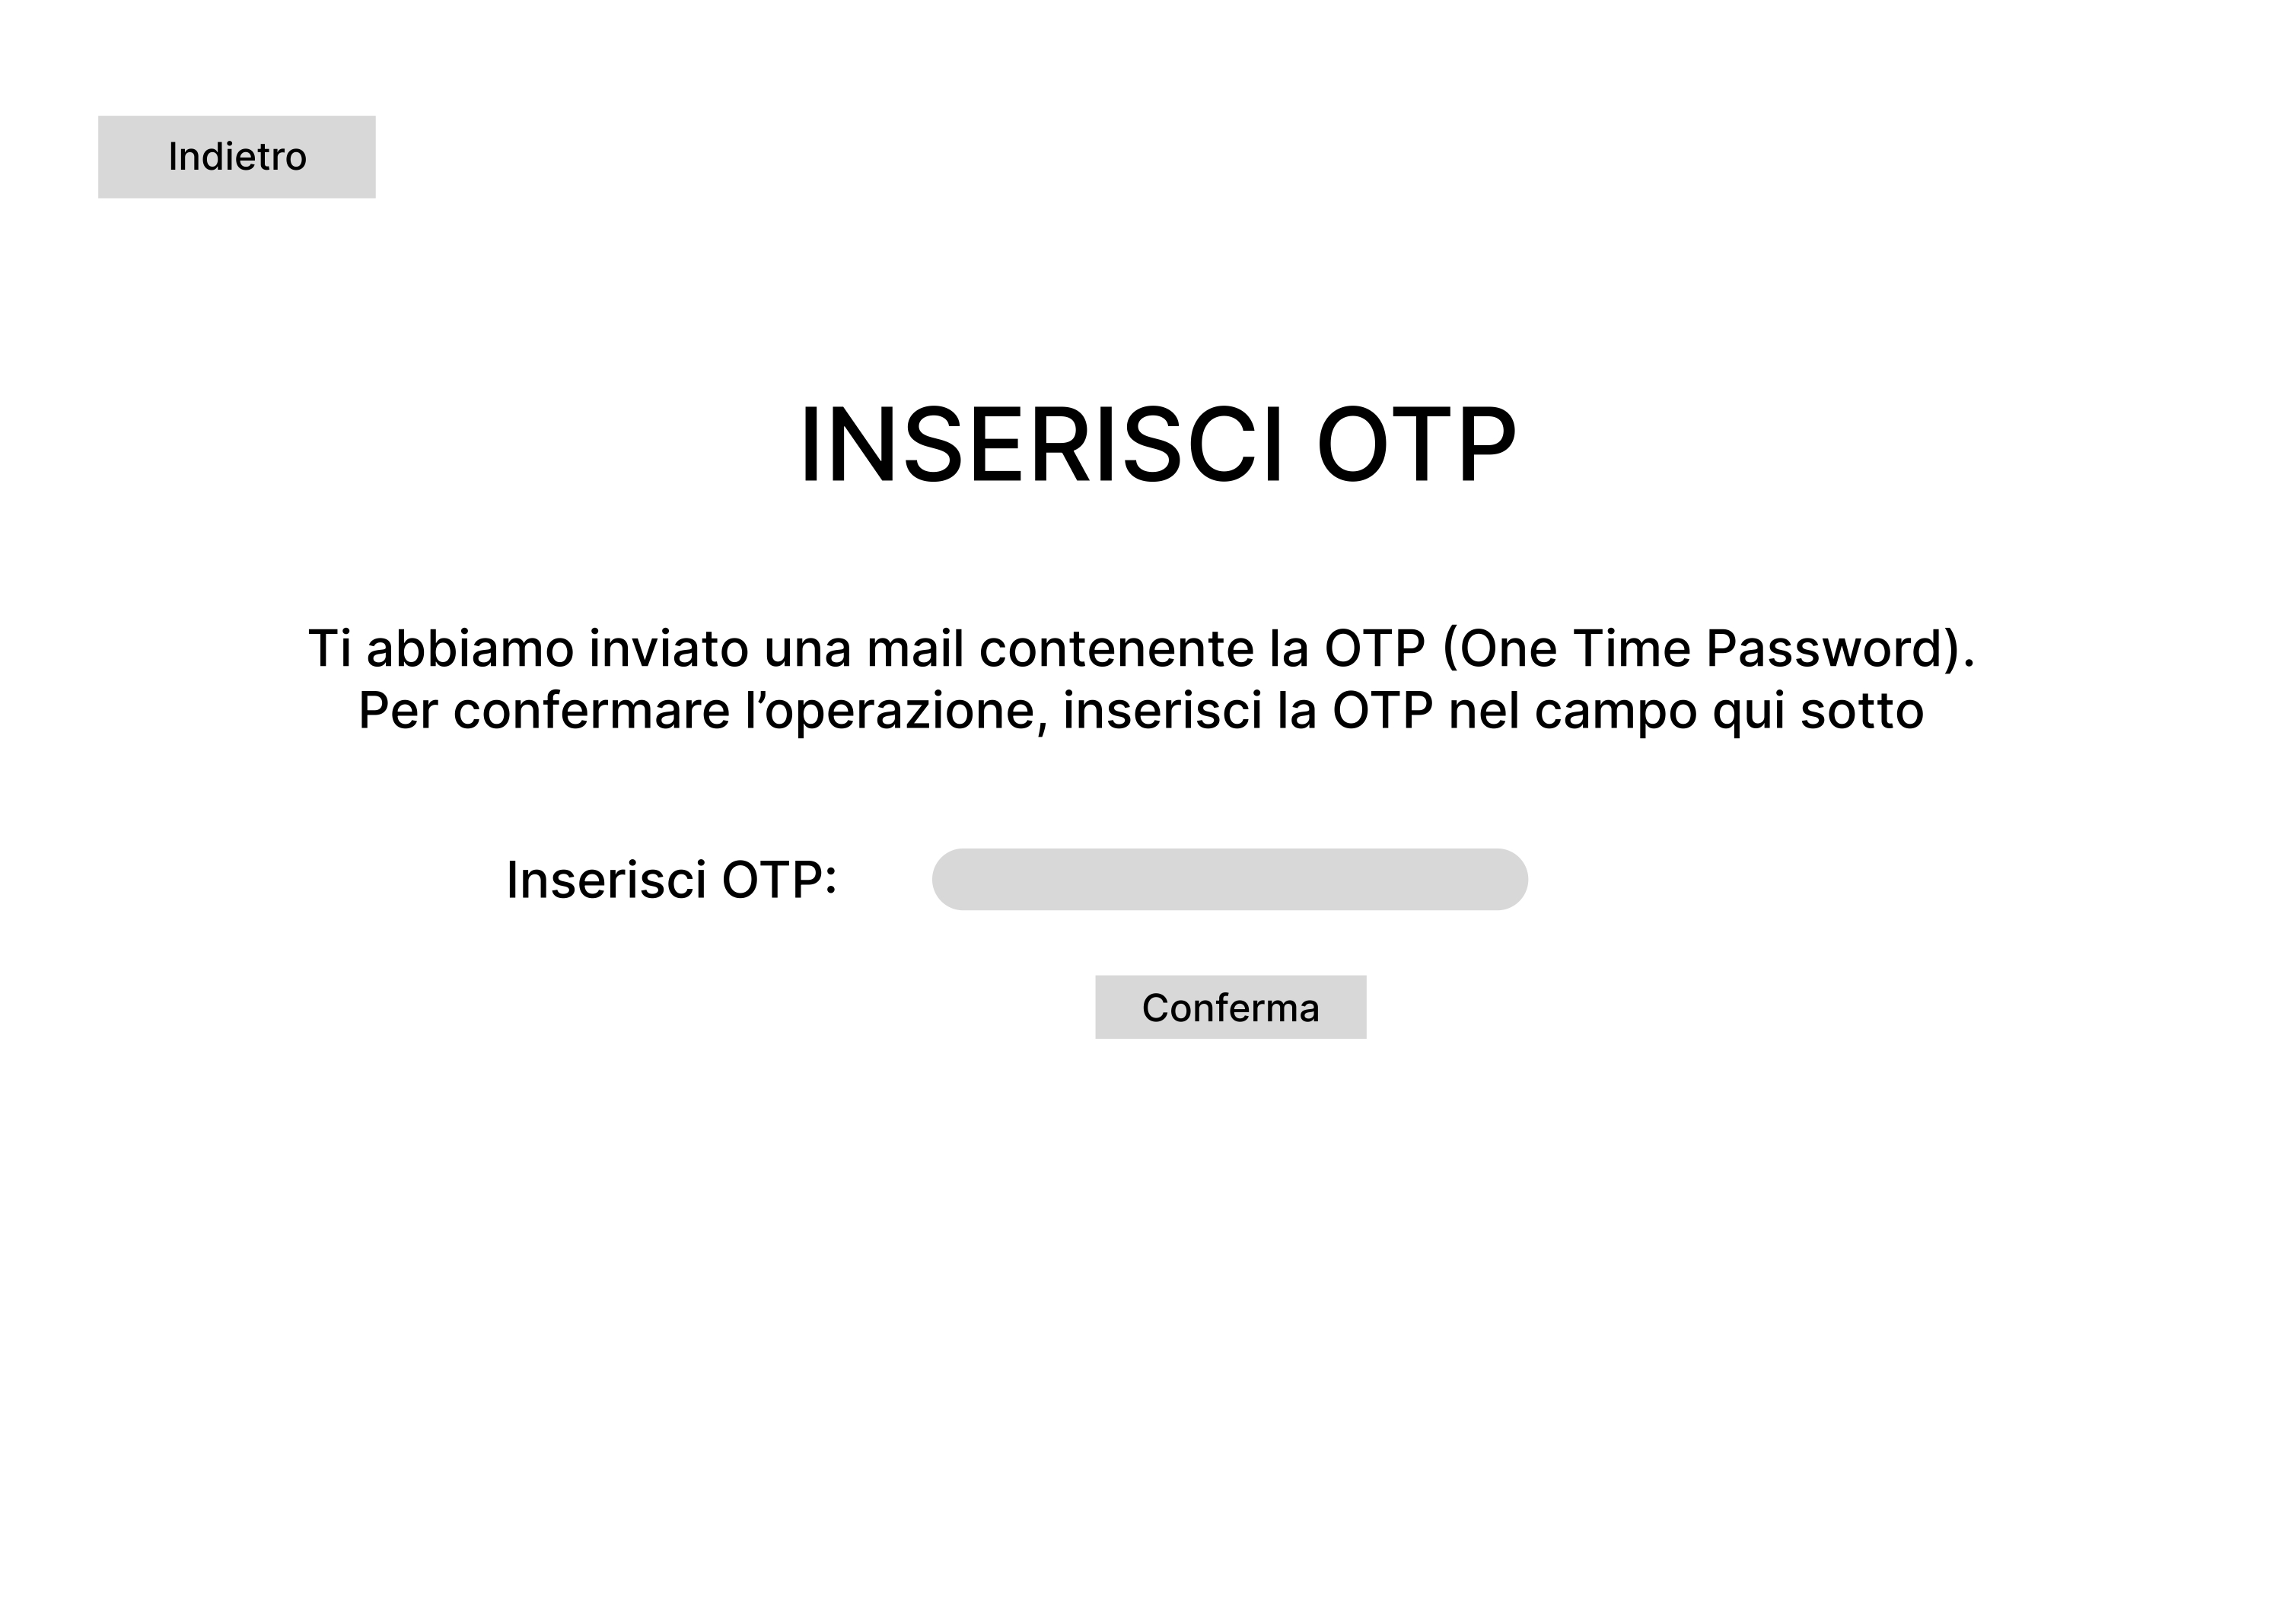 Indietro
INSERISCI OTP
Ti abbiamo inviato una mail contenente la OTP (One Time Password).
Per confermare l’operazione, inserisci la OTP nel campo qui sotto
Inserisci OTP:
Conferma